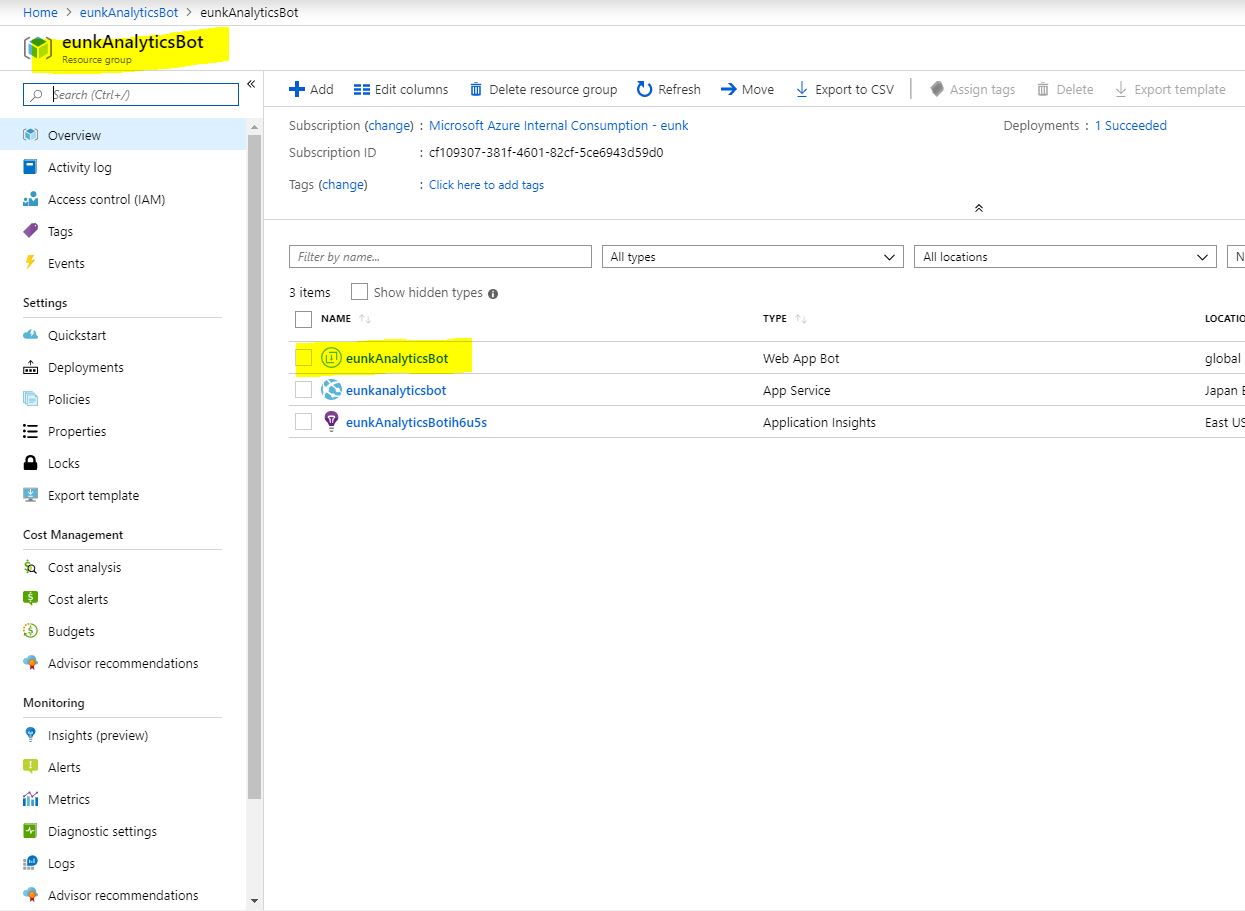 Home > eunkAnalyticsBot > eunkAnalyticsBot
eunkAnalyticsBot
Resource group
Search (Ctrl+/)
Overview
Activity log
Access control (IAM)
Tags
Events
Settings
Quickstart
Deployments
Policies
Properties
Locks
Export template
Cost Management
Cost analysis
Cost alerts
Budgets
Advisor recommendations
Monitoring
Insights (preview)
Alerts
Metrics
Diagnostic settings
Logs
Advisor recommendations
Add Edit columns Delete resource group Refresh Move Export to CSV Assign tags Delete Export template
Subscription (change) : Microsoft Azure Internal Consumption - eunk Deployments : 1 Succeeded
Subscription ID : cf109307-381f-4601-82cf-5ce6943d59d0
Tags (change) : Click here to add tags
Filter by name... All types All locations N
3 items Show hidden types
NAME TYPE LOCATIO
eunkAnalyticsBot Web App Bot global
eunkanalyticsbot App Service Japan E
eunkAnalyticsBotih6u5s Application Insights East US